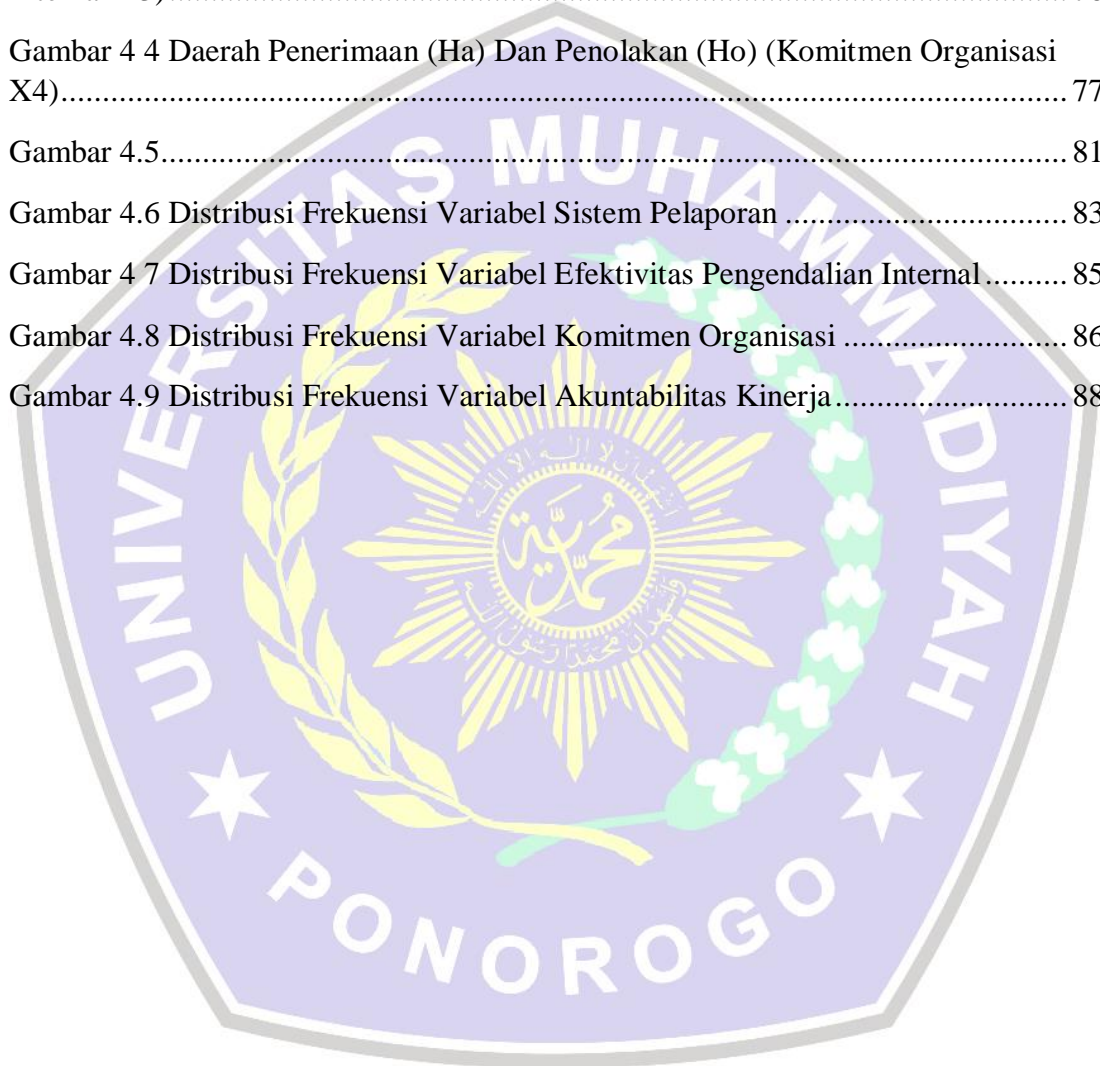 Gambar 4 4 Daerah Penerimaan (Ha) Dan Penolakan (Ho) (Komitmen Organisasi
X4)........................................................................................................................ 77
Gambar 4.5............................................................................................................ 81
Gambar 4.6 Distribusi Frekuensi Variabel Sistem Pelaporan .................................. 83
Gambar 4 7 Distribusi Frekuensi Variabel Efektivitas Pengendalian Internal .......... 85
Gambar 4.8 Distribusi Frekuensi Variabel Komitmen Organisasi ........................... 86
Gambar 4.9 Distribusi Frekuensi Variabel Akuntabilitas Kinerja............................ 88
UNIVERSITAS MUHAMMADIYAH
PONOROGO